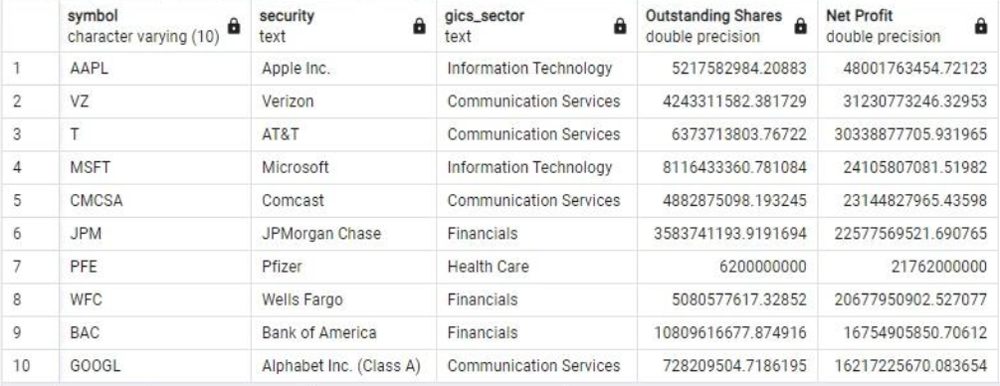 symbol security gics_sector Outstanding Shares Net Profit
character varying (10) text text double precision double precision
1 AAPL Apple Inc. Information Technology 5217582984.20883 48001763454.72123
2 VZ Verizon Communication Services 4243311582.381729 31230773246.32953
3 T AT&T Communication Services 6373713803.76722 30338877705.931965
4 MSFT Microsoft Information Technology 8116433360.781084 24105807081.51982
5 CMCSA Comcast Communication Services 4882875098.193245 23144827965.43598
6 JPM JPMorgan Chase Financials 3583741193.9191694 22577569521.690765
7 PFE Pfizer Health Care 6200000000 21762000000
8 WFC Wells Fargo Financials 5080577617.32852 20677950902.527077
9 BAC Bank of America Financials 10809616677.874916 16754905850.70612
10 GOOGL Alphabet Inc. (Class A) Communication Services 728209504.7186195 16217225670.083654